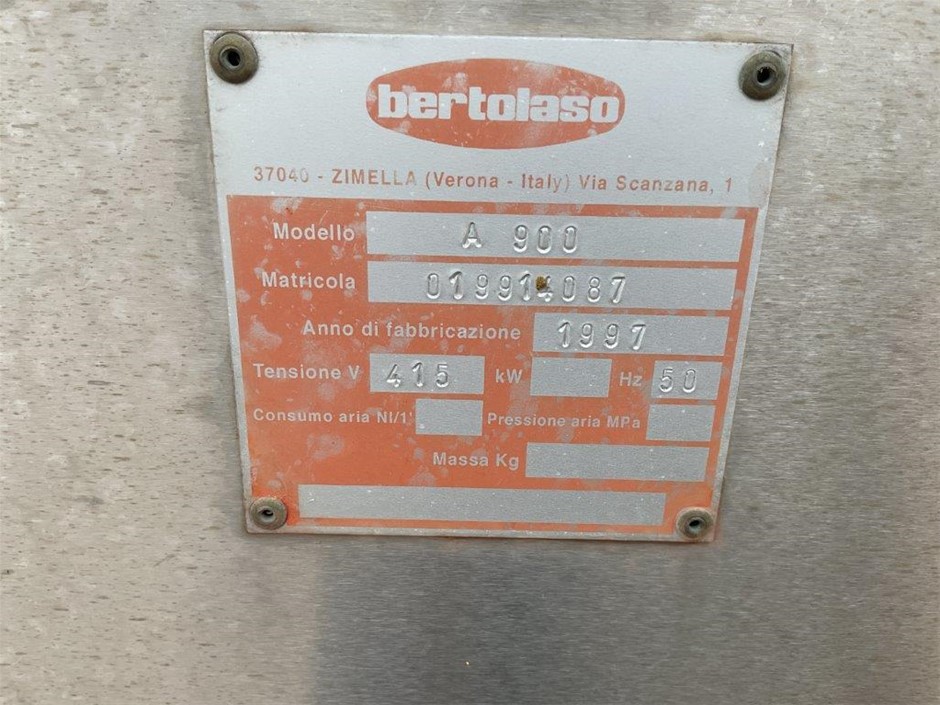 bertolaso
37040 - ZIMELLA (Verona - Italy) Via Scanzana, 1
Modello A 900
Matricola 019914087
Anno di fabbricazione 1997
Tensione V 415 kW Hz 50
Consumo aria Nl/1' Pressione aria MPa
Massa Kg